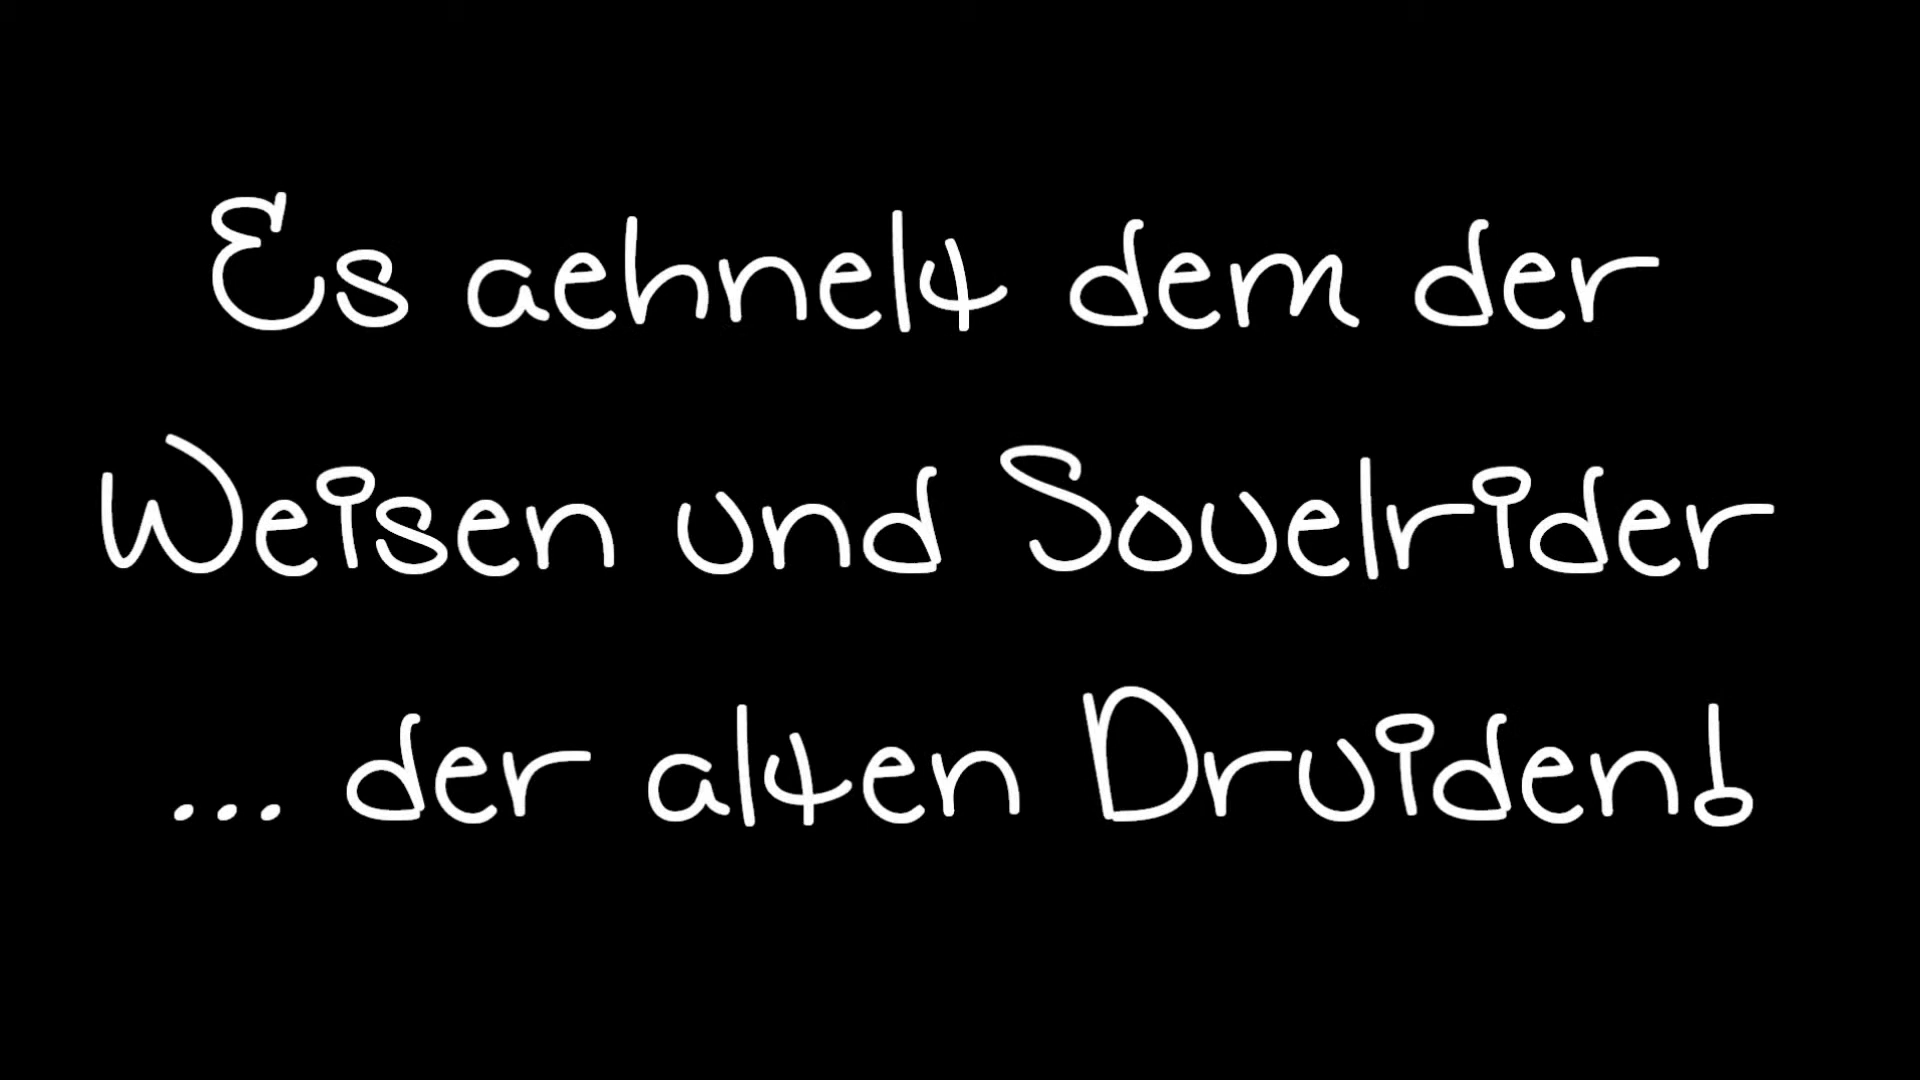 Es aehnelt dem der
Weisen und Souelrider
... der alten Druiden!